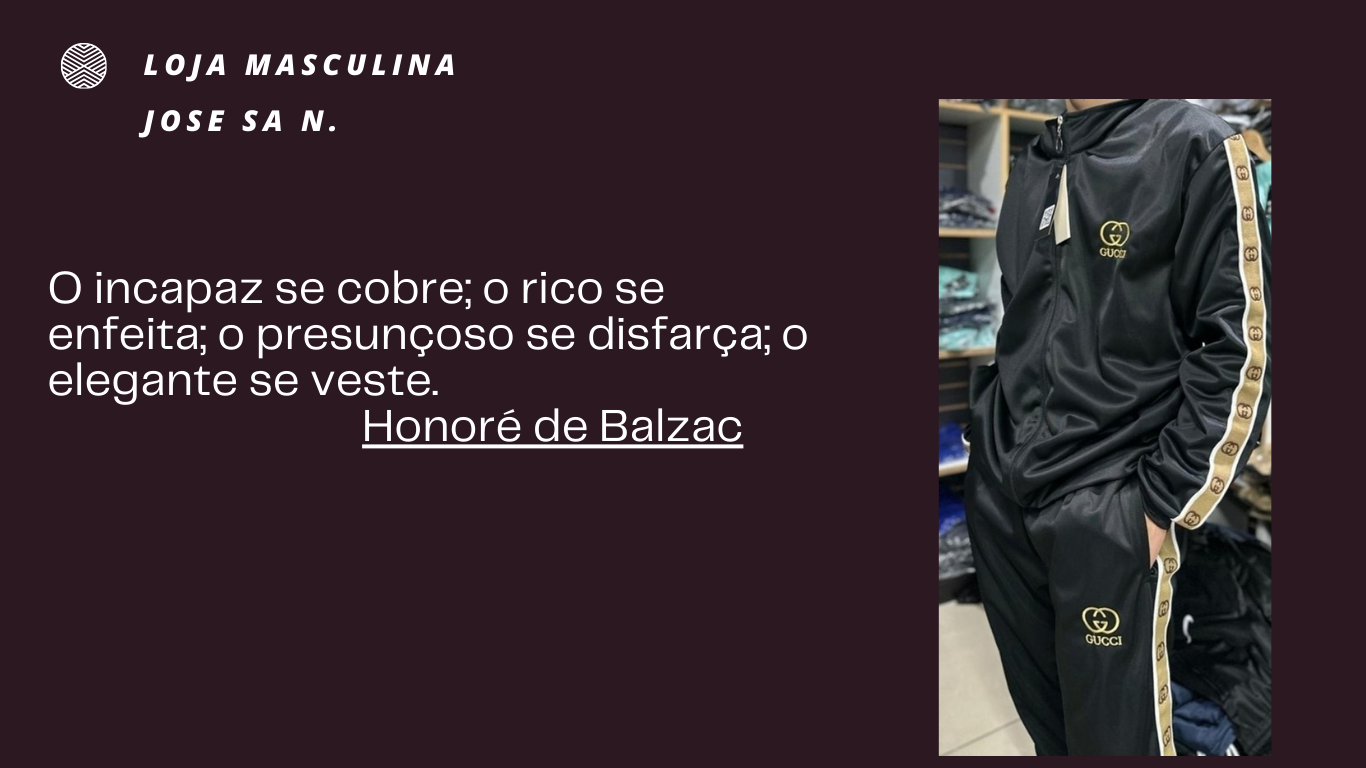 LOJA MASCULINA
JOSE SA N.
O incapaz se cobre; o rico se
enfeita; o presunçoso se disfarça; o
elegante se veste.
Honoré de Balzac
GUCCI
GUCCI